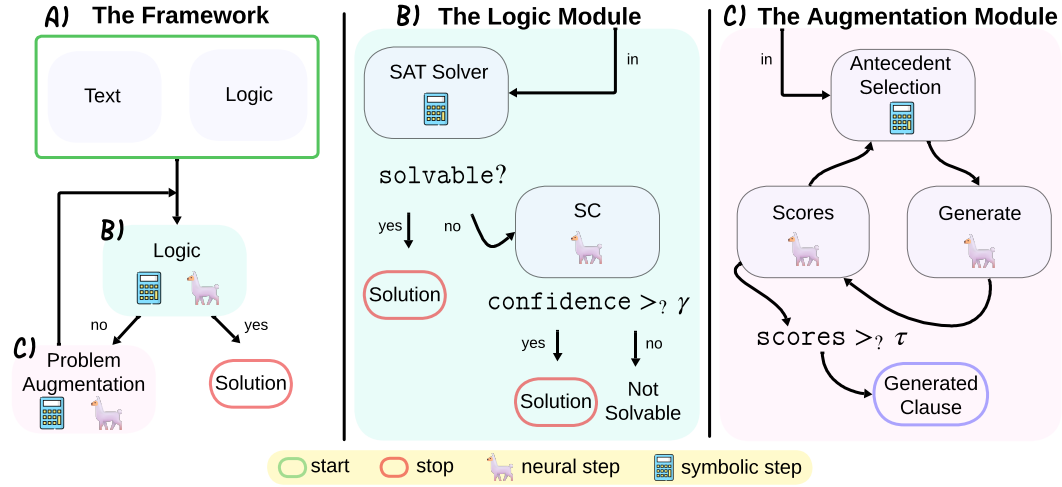 A) The Framework
Text
Logic
B)
Logic
no
yes
C)
Problem
Augmentation
Solution
B) The Logic Module
in
SAT Solver
solvable?
yes
no
SC
Solution
confidence >? γ
yes
no
Solution
Not
Solvable
C) The Augmentation Module
in
Antecedent
Selection
Scores
Generate
scores >? τ
Generated
Clause
start
stop
neural step
symbolic step